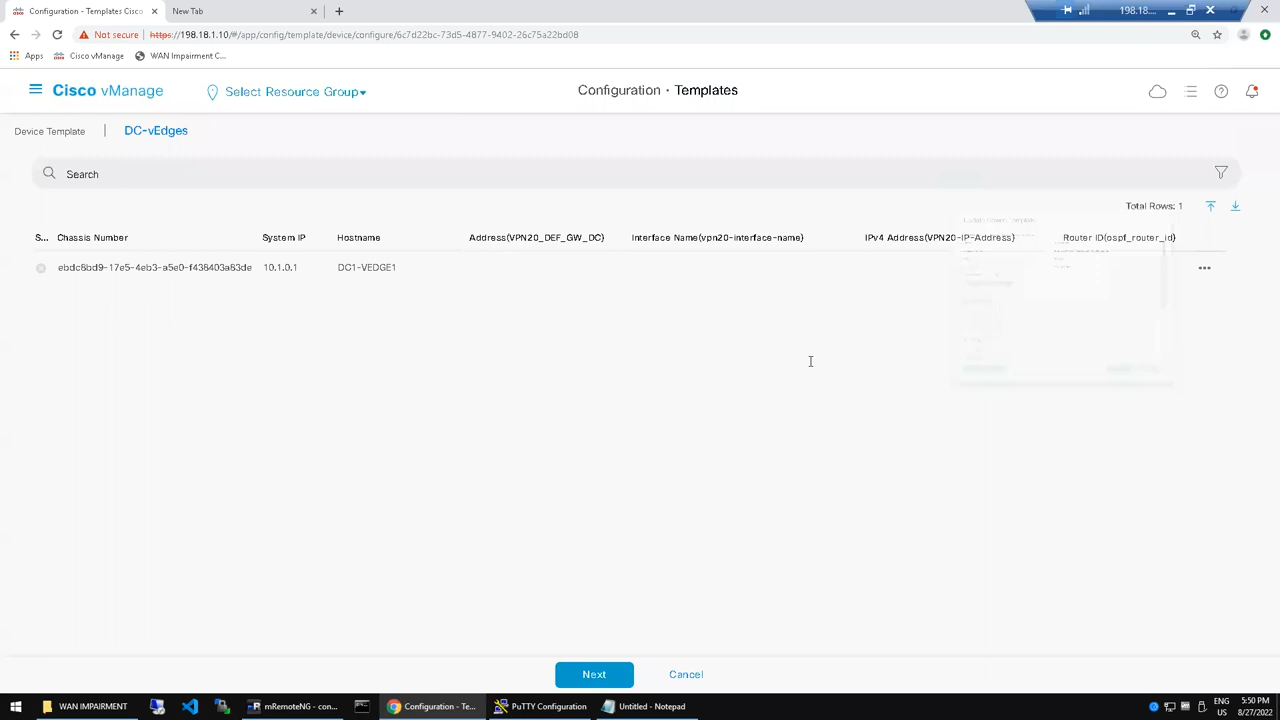 Configuration - Templates Cisco
New Tab
198.18....
Not secure
https://198.18.1.10/#/app/config/template/device/configure/6c7d22bc-73d5-4877-9402-26c75a22bd08
Apps
Cisco vManage
WAN Impairment C...
Cisco vManage
Select Resource Group
Configuration · Templates
Device Template
DC-vEdges
Search
Total Rows: 1
S... Chassis Number System IP Hostname Address(VPN20_DEF_GW_DC) Interface Name(vpn20-interface-name) IPv4 Address(VPN20-IP-Address) Router ID(ospf_router_id)
ebdc6bd9-17e5-4eb3-a5e0-f438403a83de 10.1.0.1 DC1-VEDGE1
Next
Cancel
WAN IMPAIRMENT
mRemoteNG - con...
Configuration - Te...
PuTTY Configuration
Untitled - Notepad
ENG
US
5:50 PM
8/27/2022